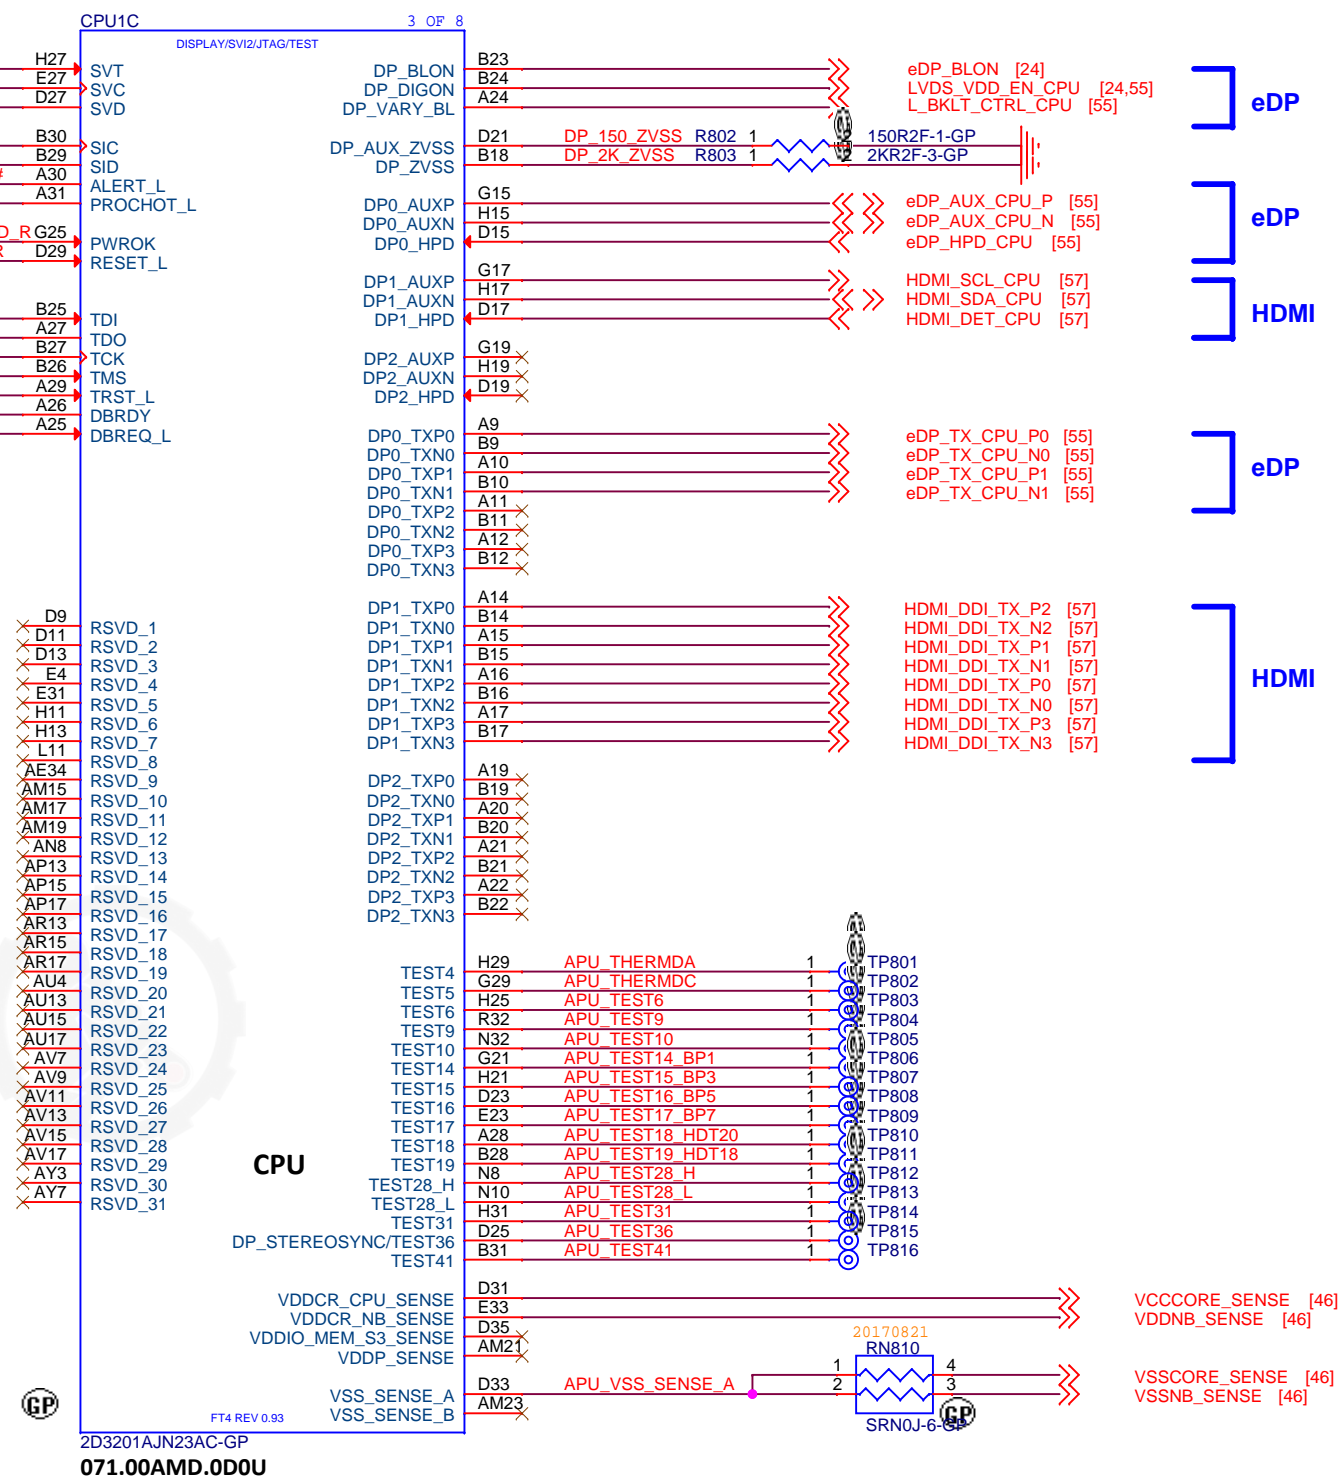 CPU1C 3 OF 8
DISPLAY/SVI2/JTAG/TEST
H27 SVT DP_BLON B23 eDP_BLON [24]
E27 SVC DP_DIGON B24 LVDS_VDD_EN_CPU [24,55]
D27 SVD DP_VARY_BL A24 L_BKLT_CTRL_CPU [55]
eDP
B30 SIC DP_AUX_ZVSS D21 DP_150_ZVSS R802 1 2 150R2F-1-GP
B29 SID DP_ZVSS B18 DP_2K_ZVSS R803 1 2 2KR2F-3-GP
A30 ALERT_L
A31 PROCHOT_L
DP0_AUXP G15 eDP_AUX_CPU_P [55]
DP0_AUXN H15 eDP_AUX_CPU_N [55]
D_R G25 PWROK DP0_HPD D15 eDP_HPD_CPU [55]
eDP
R D29 RESET_L
DP1_AUXP G17 HDMI_SCL_CPU [57]
DP1_AUXN H17 HDMI_SDA_CPU [57]
B25 TDI DP1_HPD D17 HDMI_DET_CPU [57]
HDMI
A27 TDO
B27 TCK DP2_AUXP G19
B26 TMS DP2_AUXN H19
A29 TRST_L DP2_HPD D19
A26 DBRDY
A25 DBREQ_L DP0_TXP0 A9 eDP_TX_CPU_P0 [55]
DP0_TXN0 B9 eDP_TX_CPU_N0 [55]
DP0_TXP1 A10 eDP_TX_CPU_P1 [55]
DP0_TXN1 B10 eDP_TX_CPU_N1 [55]
eDP
DP0_TXP2 A11
DP0_TXN2 B11
DP0_TXP3 A12
DP0_TXN3 B12
DP1_TXP0 A14 HDMI_DDI_TX_P2 [57]
D9 RSVD_1 DP1_TXN0 B14 HDMI_DDI_TX_N2 [57]
D11 RSVD_2 DP1_TXP1 A15 HDMI_DDI_TX_P1 [57]
D13 RSVD_3 DP1_TXN1 B15 HDMI_DDI_TX_N1 [57]
E4 RSVD_4 DP1_TXP2 A16 HDMI_DDI_TX_P0 [57]
E31 RSVD_5 DP1_TXN2 B16 HDMI_DDI_TX_N0 [57]
H11 RSVD_6 DP1_TXP3 A17 HDMI_DDI_TX_P3 [57]
H13 RSVD_7 DP1_TXN3 B17 HDMI_DDI_TX_N3 [57]
HDMI
L11 RSVD_8
AE34 RSVD_9 DP2_TXP0 A19
AM15 RSVD_10 DP2_TXN0 B19
AM17 RSVD_11 DP2_TXP1 A20
AM19 RSVD_12 DP2_TXN1 B20
AN8 RSVD_13 DP2_TXP2 A21
AP13 RSVD_14 DP2_TXN2 B21
AP15 RSVD_15 DP2_TXP3 A22
AP17 RSVD_16 DP2_TXN3 B22
AR13 RSVD_17
AR15 RSVD_18
AR17 RSVD_19 TEST4 H29 APU_THERMDA 1 TP801
AU4 RSVD_20 TEST5 G29 APU_THERMDC 1 TP802
AU13 RSVD_21 TEST6 H25 APU_TEST6 1 TP803
AU15 RSVD_22 TEST9 R32 APU_TEST9 1 TP804
AU17 RSVD_23 TEST10 N32 APU_TEST10 1 TP805
AV7 RSVD_24 TEST14 G21 APU_TEST14_BP1 1 TP806
AV9 RSVD_25 TEST15 H21 APU_TEST15_BP3 1 TP807
AV11 RSVD_26 TEST16 D23 APU_TEST16_BP5 1 TP808
AV13 RSVD_27 TEST17 E23 APU_TEST17_BP7 1 TP809
AV15 RSVD_28 TEST18 A28 APU_TEST18_HDT20 1 TP810
AV17 RSVD_29 TEST19 B28 APU_TEST19_HDT18 1 TP811
AY3 RSVD_30 TEST28_H N8 APU_TEST28_H 1 TP812
AY7 RSVD_31 TEST28_L N10 APU_TEST28_L 1 TP813
CPU
TEST31 H31 APU_TEST31 1 TP814
DP_STEREOSYNC/TEST36 D25 APU_TEST36 1 TP815
TEST41 B31 APU_TEST41 1 TP816
VDDCR_CPU_SENSE D31 VCCCORE_SENSE [46]
VDDCR_NB_SENSE E33 VDDNB_SENSE [46]
VDDIO_MEM_S3_SENSE D35
VDDP_SENSE AM21
20170821
RN810
VSS_SENSE_A D33 APU_VSS_SENSE_A 1 4 VSSCORE_SENSE [46]
2 3 VSSNB_SENSE [46]
VSS_SENSE_B AM23
SRN0J-6-GP
GP
GP
FT4 REV 0.93
2D3201AJN23AC-GP
071.00AMD.0D0U